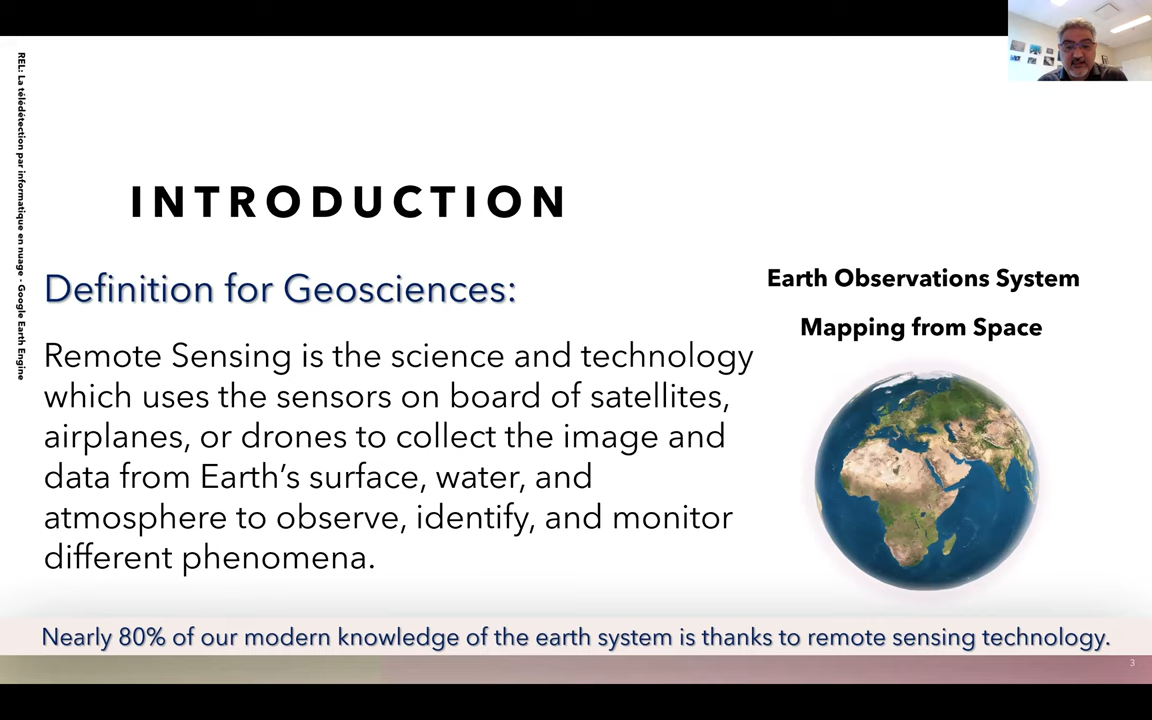 REL: La télédétection par informatique en nuage - Google Earth Engine
INTRODUCTION
Definition for Geosciences:
Remote Sensing is the science and technology
which uses the sensors on board of satellites,
airplanes, or drones to collect the image and
data from Earth’s surface, water, and
atmosphere to observe, identify, and monitor
different phenomena.
Earth Observations System
Mapping from Space
Nearly 80% of our modern knowledge of the earth system is thanks to remote sensing technology.
3